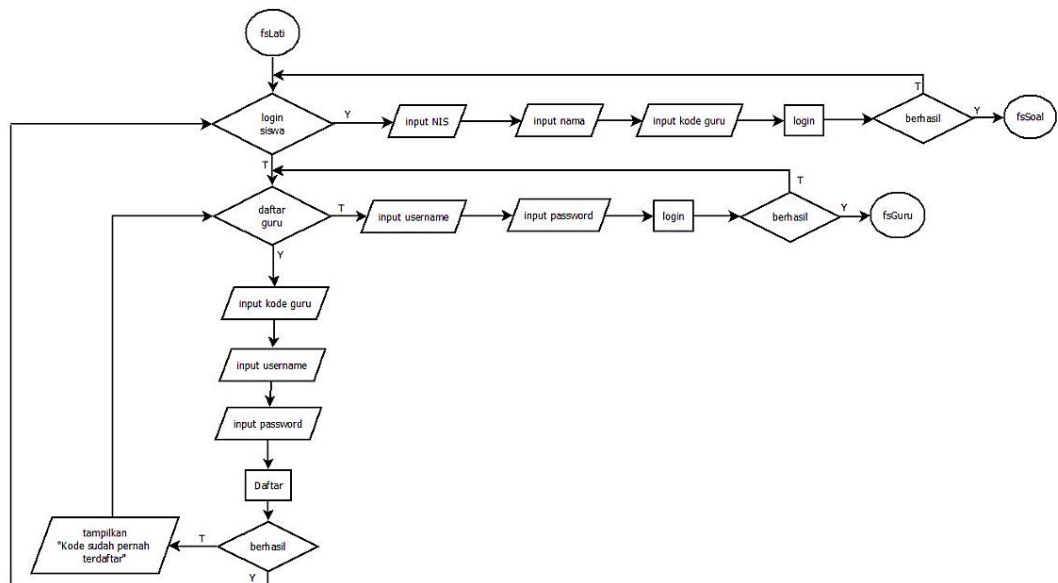 fsLati
T
login
siswa
Y
input NIS
input nama
input kode guru
login
berhasil
Y
fsSoal
T
T
daftar
guru
T
input username
input password
login
berhasil
Y
fsGuru
Y
input kode guru
input username
input password
Daftar
tampilkan
"Kode sudah pernah
terdaftar"
T
berhasil
Y